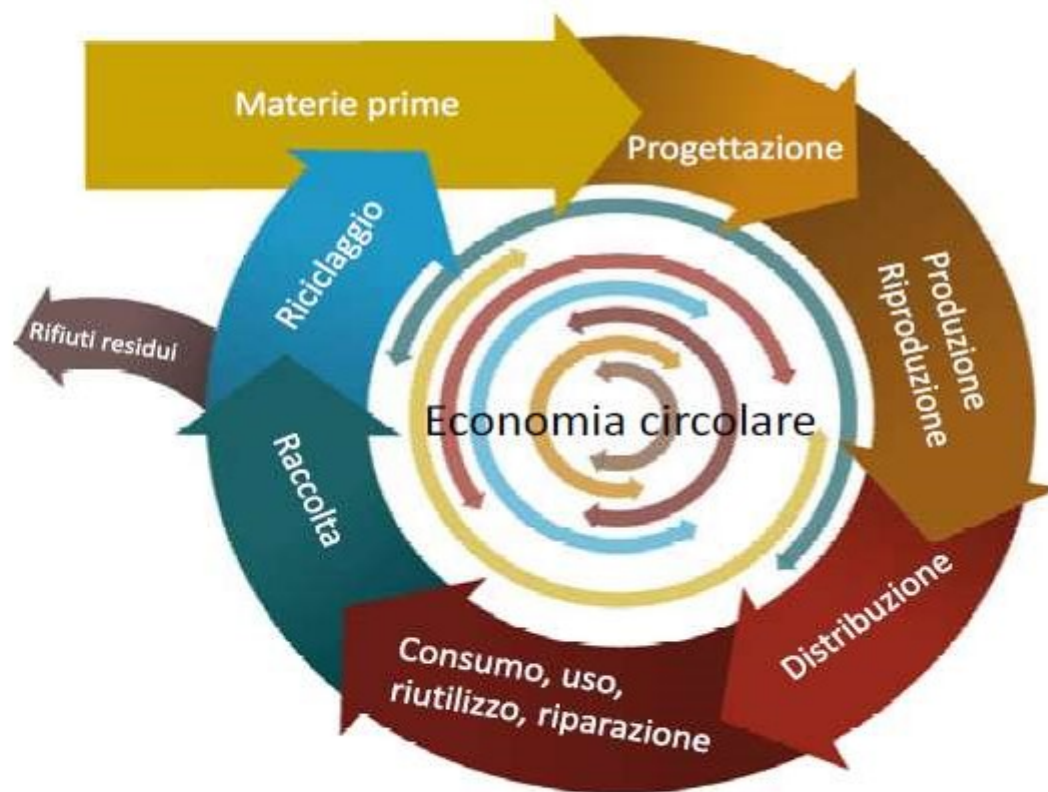 Materie prime
Progettazione
Produzione
Riproduzione
Distribuzione
Consumo, uso,
riutilizzo, riparazione
Raccolta
Riciclaggio
Rifiuti residui
Economia circolare